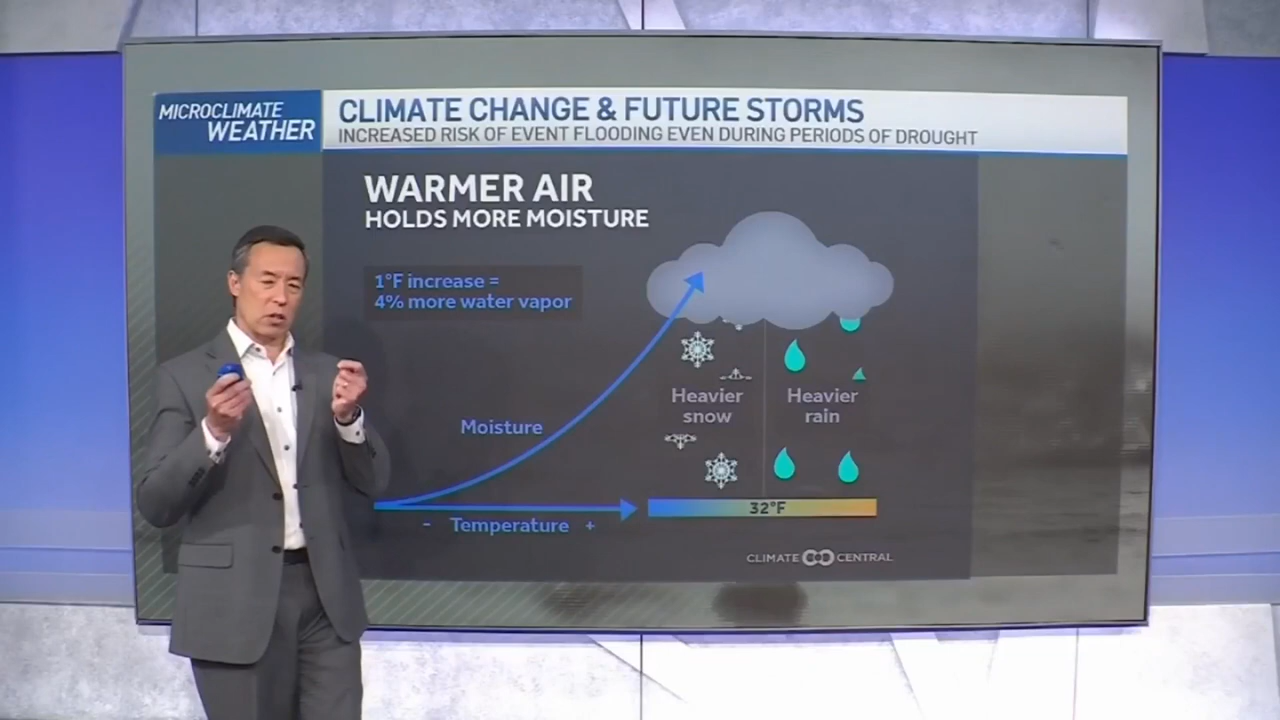 MICROCLIMATE
WEATHER
CLIMATE CHANGE & FUTURE STORMS
INCREASED RISK OF EVENT FLOODING EVEN DURING PERIODS OF DROUGHT
WARMER AIR
HOLDS MORE MOISTURE
1°F increase =
4% more water vapor
Moisture
- Temperature +
Heavier
snow
Heavier
rain
32°F
CLIMATE CENTRAL